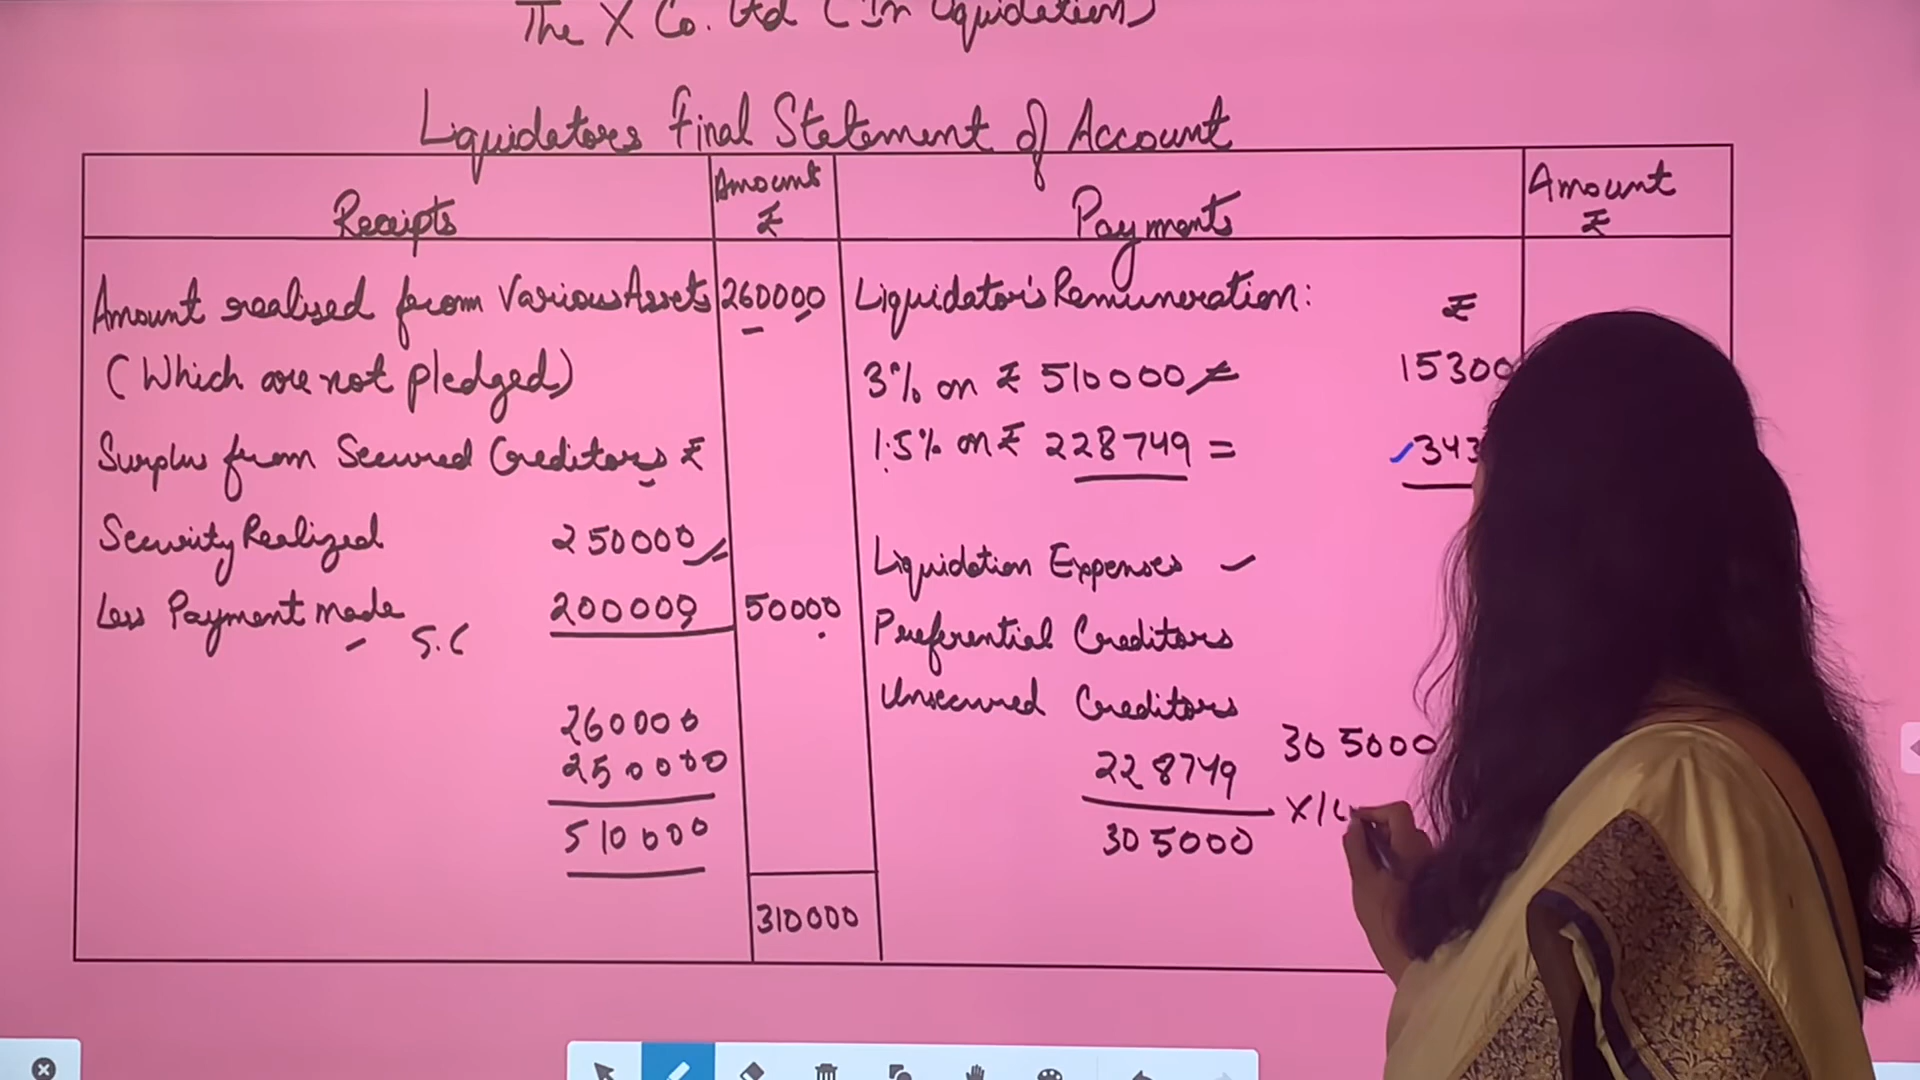 The X Co. Ltd (In Liquidation)
Liquidators Final Statement of Account
Receipts
Amount
₹
Payments
Amount
₹
Amount realised from Various Assets 260000
(Which are not pledged)
Surplus from Secured Creditors ₹
Security Realized 250000
Less Payment made 200000 50000
S.C
260000
250000
510000
310000
Liquidator's Remuneration: ₹
3% on ₹ 510000 = 15300
1.5% on ₹ 228749 = 343
Liquidation Expenses
Preferential Creditors
Unsecured Creditors
305000
228749
305000